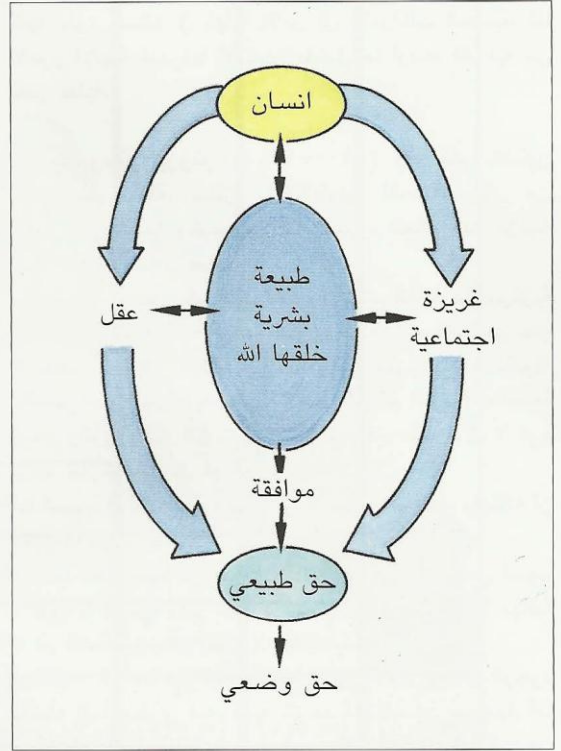 انسان
طبيعة
بشرية
خلقها الله
غريزة
اجتماعية
عقل
موافقة
حق طبيعي
حق وضعي